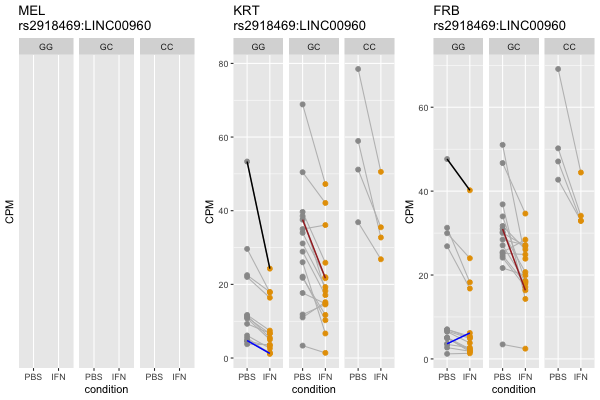 MEL
rs2918469:LINC00960
GG GC CC
CPM
PBS IFN PBS IFN PBS IFN
condition
KRT
rs2918469:LINC00960
GG GC CC
CPM
80
60
40
20
0
PBS IFN PBS IFN PBS IFN
condition
FRB
rs2918469:LINC00960
GG GC CC
CPM
60
40
20
0
PBS IFN PBS IFN PBS IFN
condition